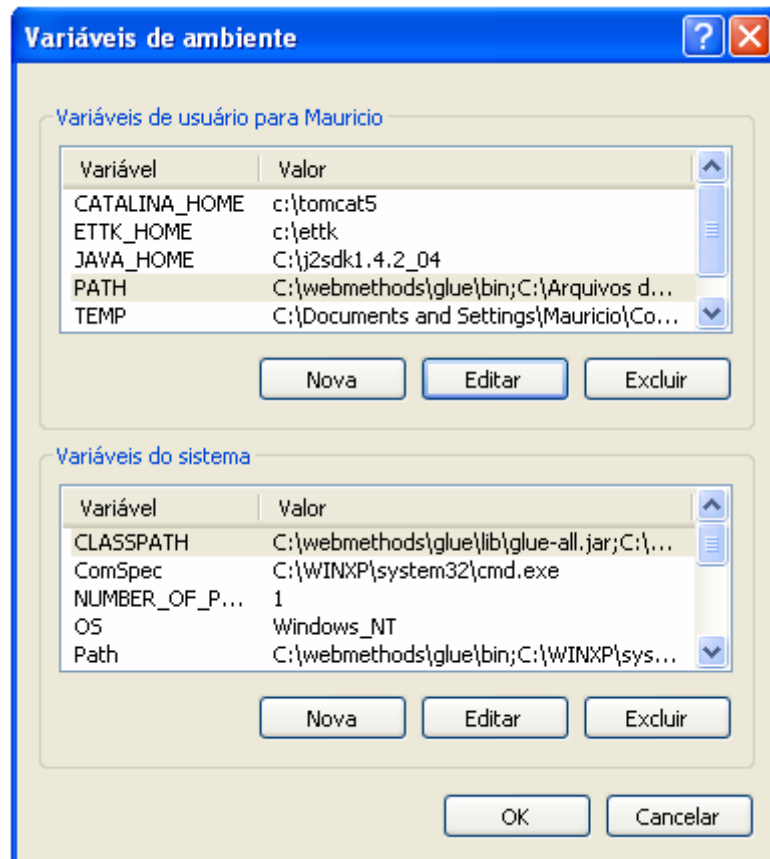 Variáveis de ambiente
Variáveis de usuário para Mauricio
Variável Valor
CATALINA_HOME c:\tomcat5
ETTK_HOME c:\ettk
JAVA_HOME C:\j2sdk1.4.2_04
PATH C:\webmethods\glue\bin;C:\Arquivos d...
TEMP C:\Documents and Settings\Mauricio\Co...
Nova Editar Excluir
Variáveis do sistema
Variável Valor
CLASSPATH C:\webmethods\glue\lib\glue-all.jar;C:\...
ComSpec C:\WINXP\system32\cmd.exe
NUMBER_OF_P... 1
OS Windows_NT
Path C:\webmethods\glue\bin;C:\WINXP\sys...
Nova Editar Excluir
OK Cancelar